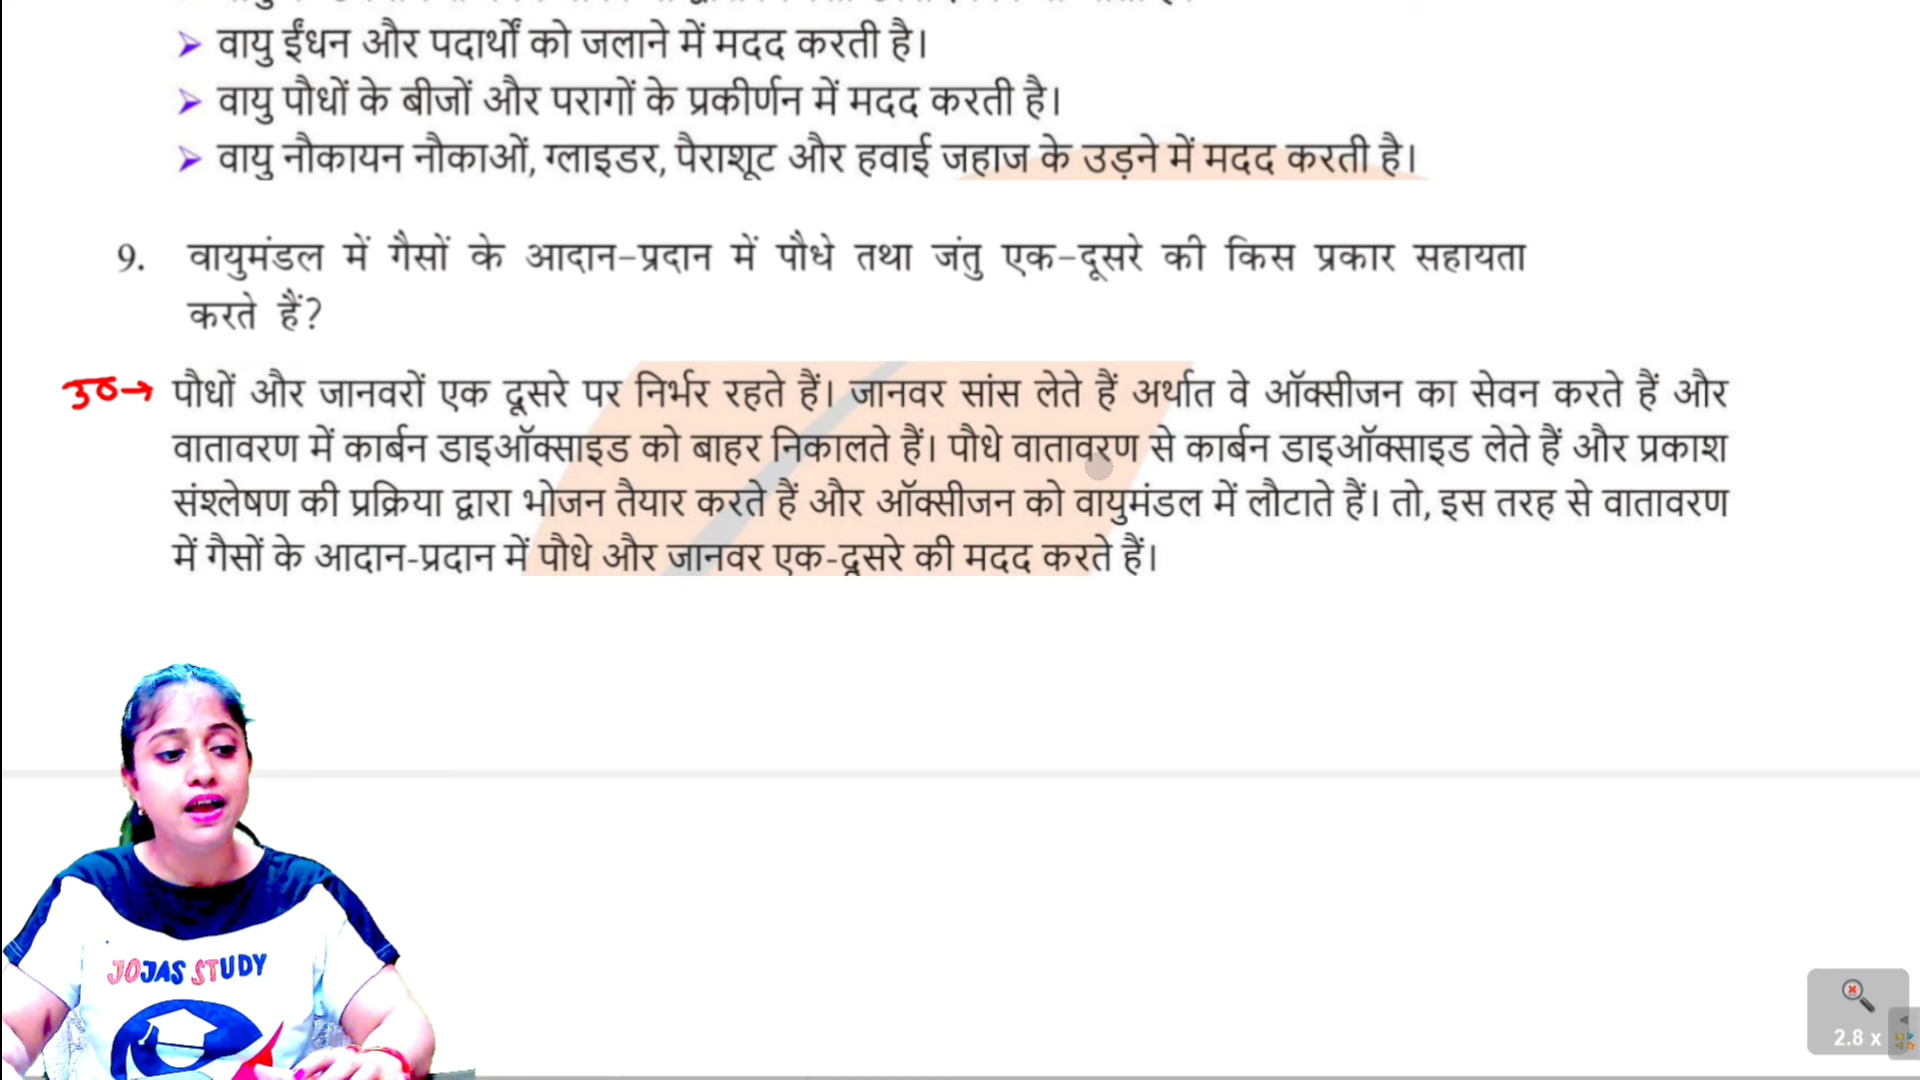 ➤ वायु ईंधन और पदार्थों को जलाने में मदद करती है।
➤ वायु पौधों के बीजों और परागों के प्रकीर्णन में मदद करती है।
➤ वायु नौकायन नौकाओं, ग्लाइडर, पैराशूट और हवाई जहाज के उड़ने में मदद करती है।
9. वायुमंडल में गैसों के आदान-प्रदान में पौधे तथा जंतु एक-दूसरे की किस प्रकार सहायता
करते हैं?
उ०→ पौधों और जानवरों एक दूसरे पर निर्भर रहते हैं। जानवर सांस लेते हैं अर्थात वे ऑक्सीजन का सेवन करते हैं और
वातावरण में कार्बन डाइऑक्साइड को बाहर निकालते हैं। पौधे वातावरण से कार्बन डाइऑक्साइड लेते हैं और प्रकाश
संश्लेषण की प्रक्रिया द्वारा भोजन तैयार करते हैं और ऑक्सीजन को वायुमंडल में लौटाते हैं। तो, इस तरह से वातावरण
में गैसों के आदान-प्रदान में पौधे और जानवर एक-दूसरे की मदद करते हैं।
JOJAS STUDY
2.8 x